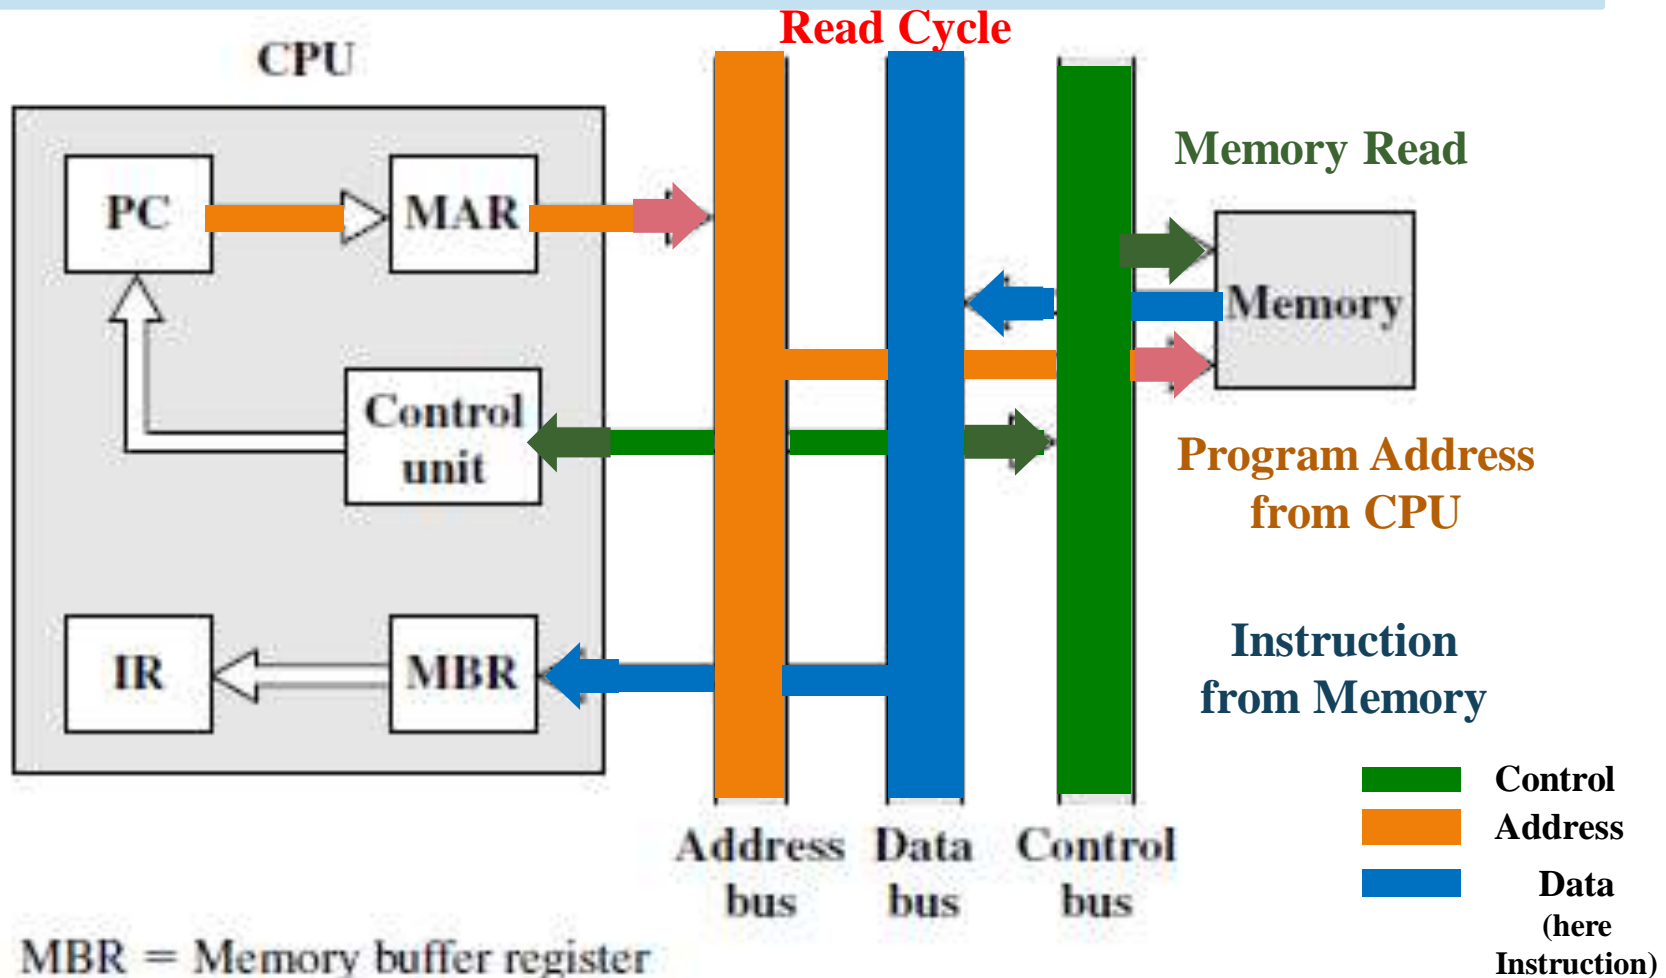 Read Cycle
CPU
Memory Read
PC
MAR
Memory
Control
unit
Program Address
from CPU
Instruction
from Memory
IR
MBR
Control
Address
Data
(here
Instruction)
Address
bus
Data
bus
Control
bus
MBR = Memory buffer register